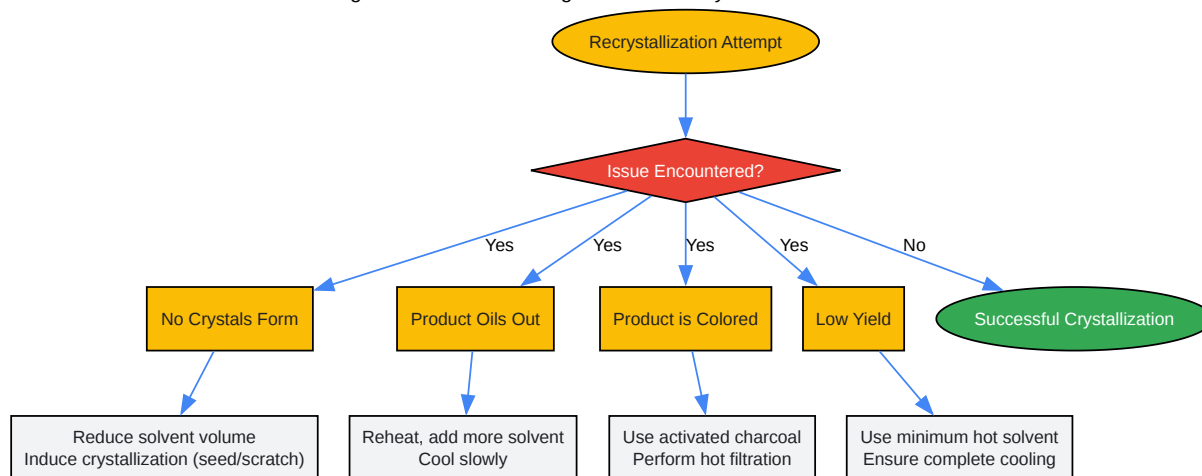 Recrystallization Attempt
Issue Encountered?
Yes
Yes
Yes
Yes
No
No Crystals Form
Product Oils Out
Product is Colored
Low Yield
Successful Crystallization
Reduce solvent volume
Induce crystallization (seed/scratch)
Reheat, add more solvent
Cool slowly
Use activated charcoal
Perform hot filtration
Use minimum hot solvent
Ensure complete cooling